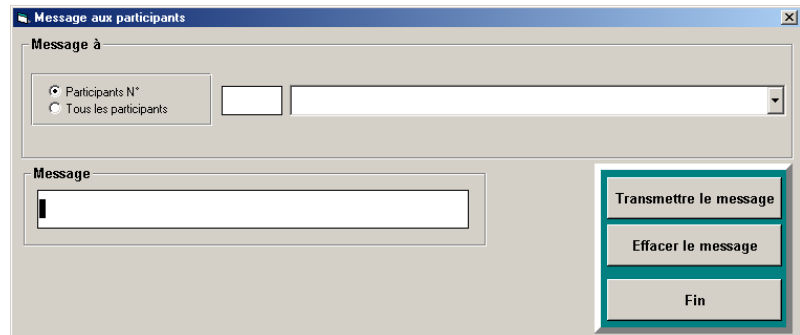 Message aux participants
Message à
Participants N°
Tous les participants
Message
Transmettre le message
Effacer le message
Fin